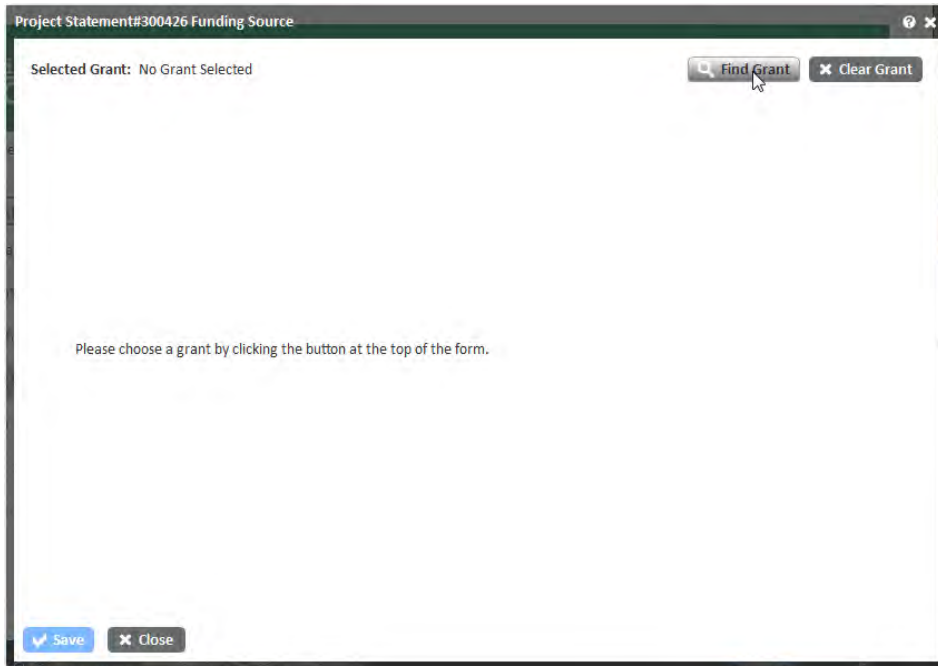 Project Statement#300426 Funding Source
Selected Grant: No Grant Selected
Find Grant
Clear Grant
Please choose a grant by clicking the button at the top of the form.
Save
Close